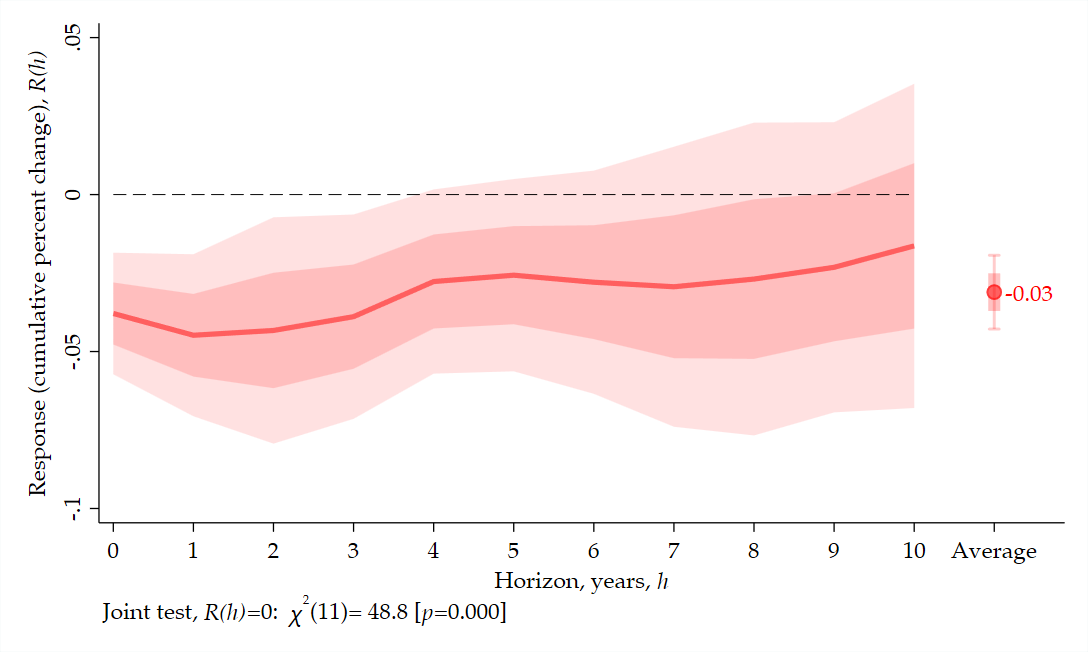 Response (cumulative percent change), R(h)
.05
0
-.05
-.1
-0.03
0 1 2 3 4 5 6 7 8 9 10 Average
Horizon, years, h
Joint test, R(h)=0: χ²(11)= 48.8 [p=0.000]